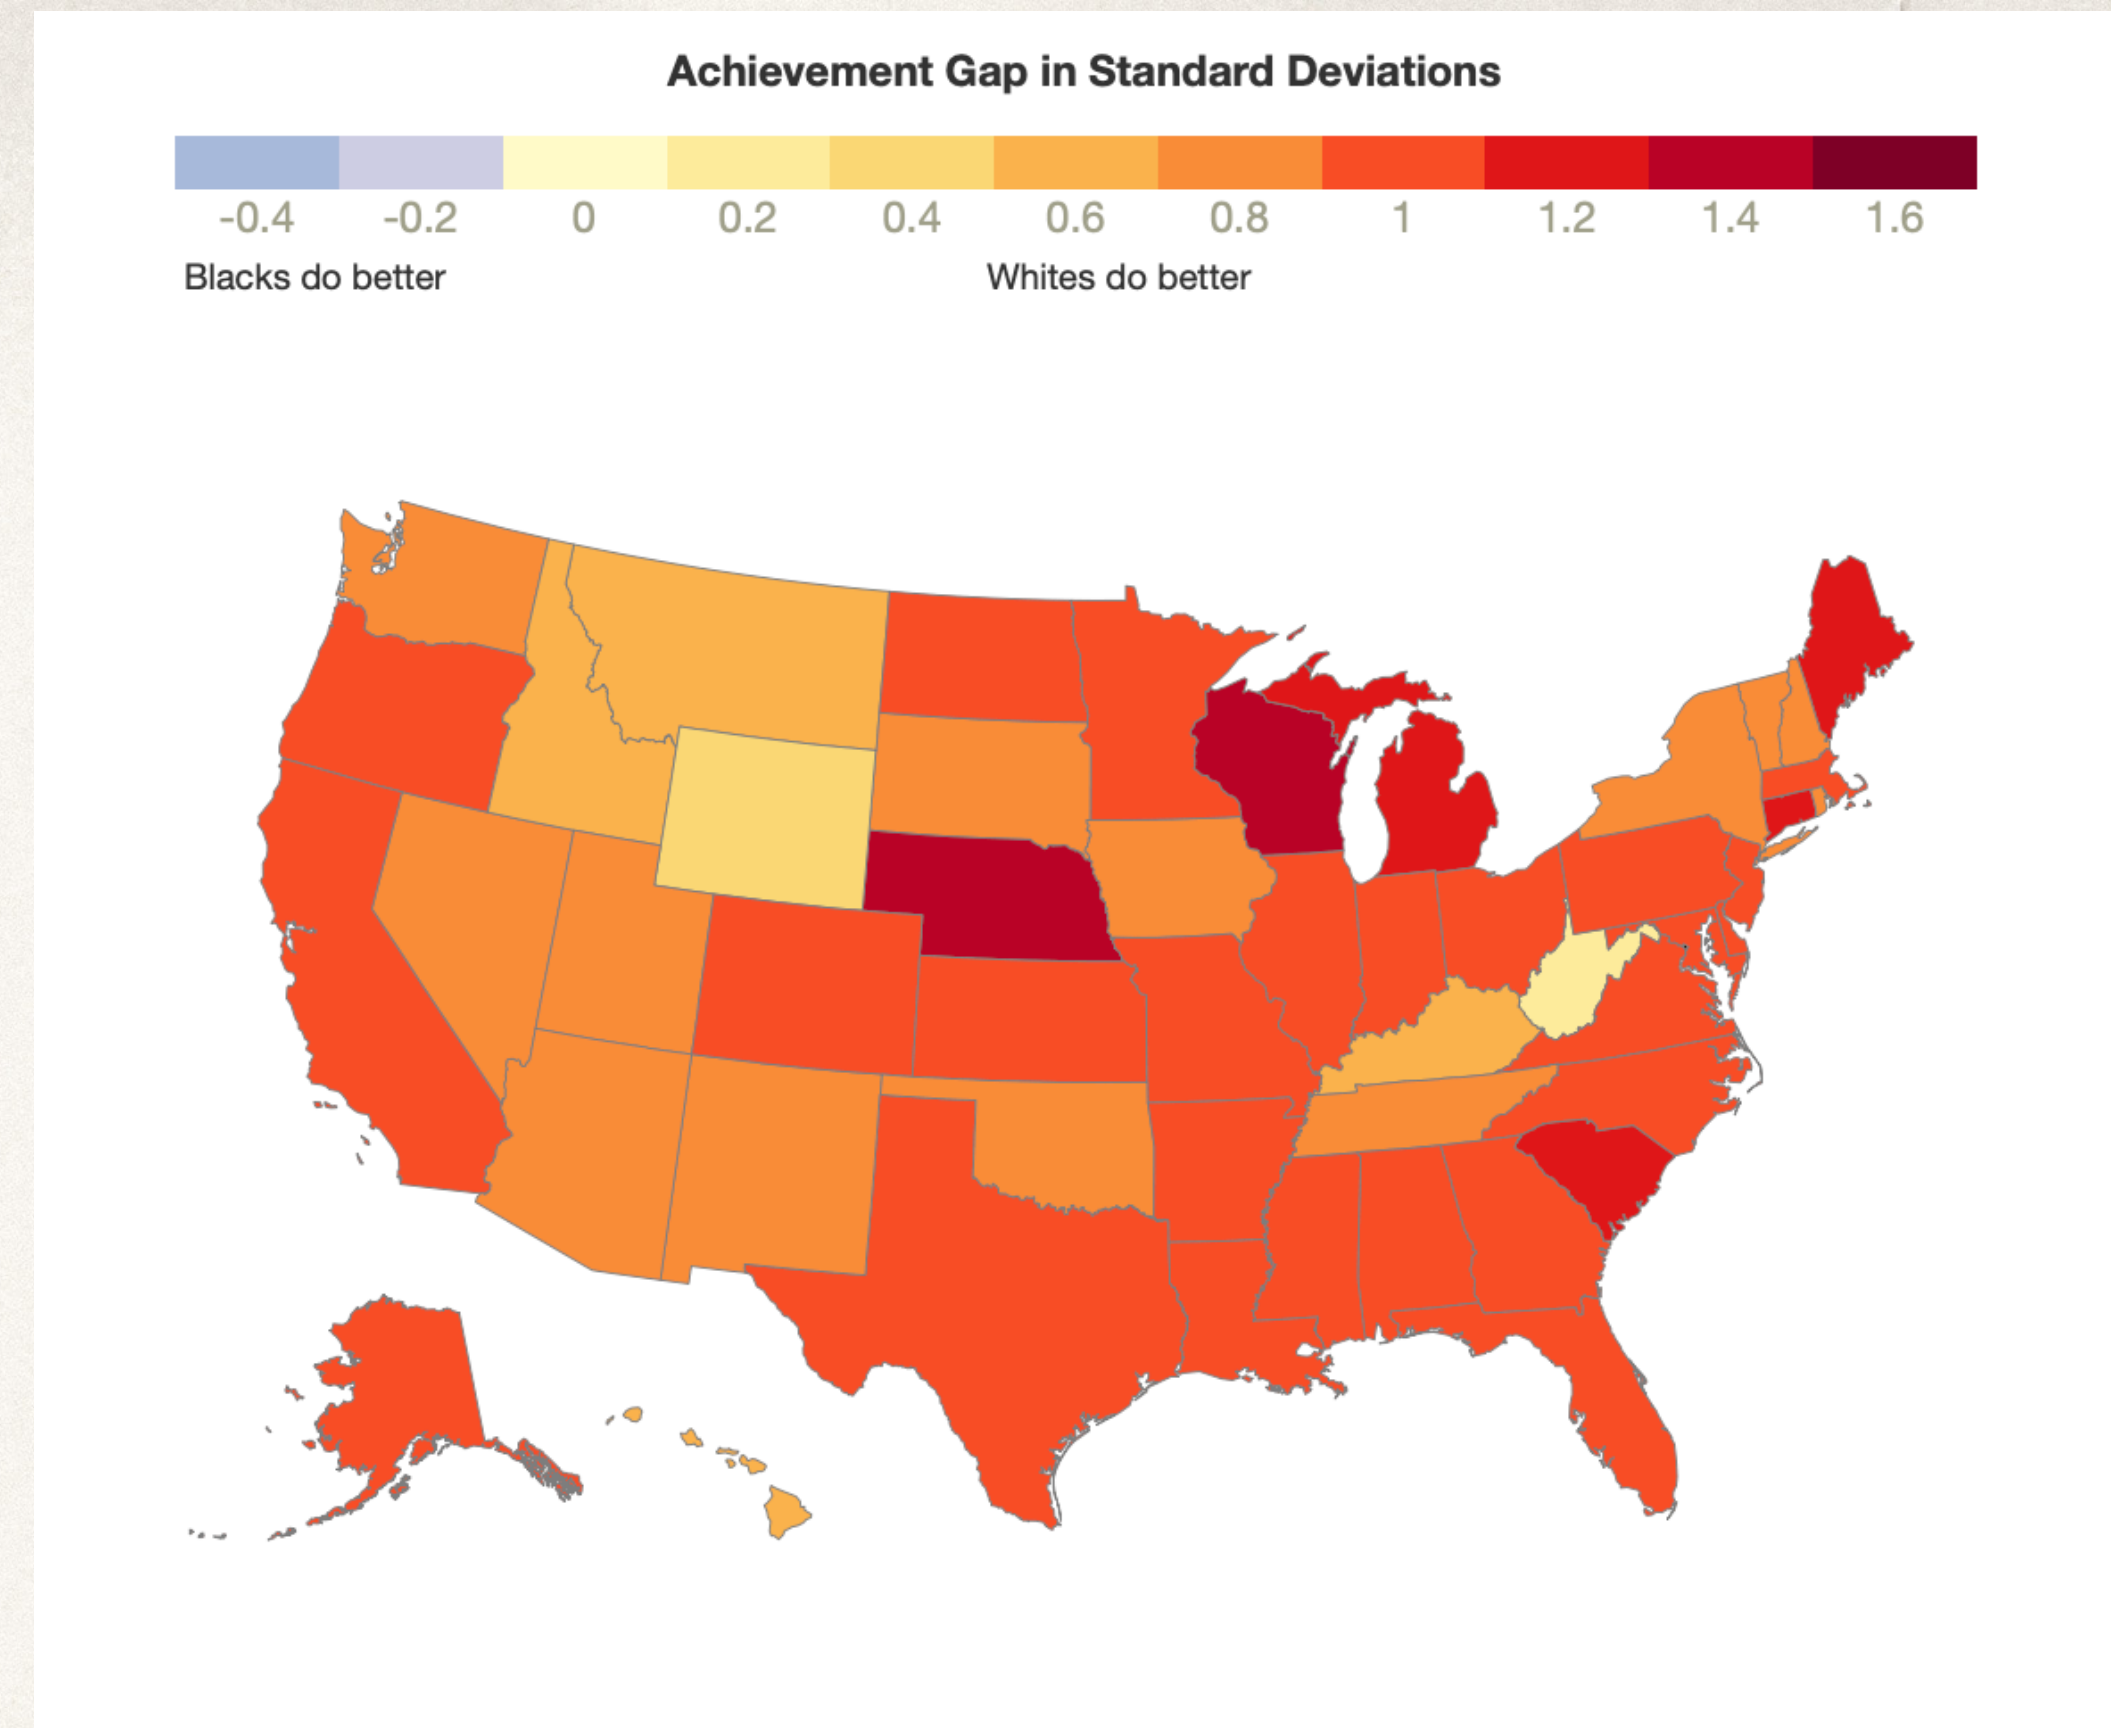 Achievement Gap in Standard Deviations
-0.4 -0.2 0 0.2 0.4 0.6 0.8 1 1.2 1.4 1.6
Blacks do better Whites do better